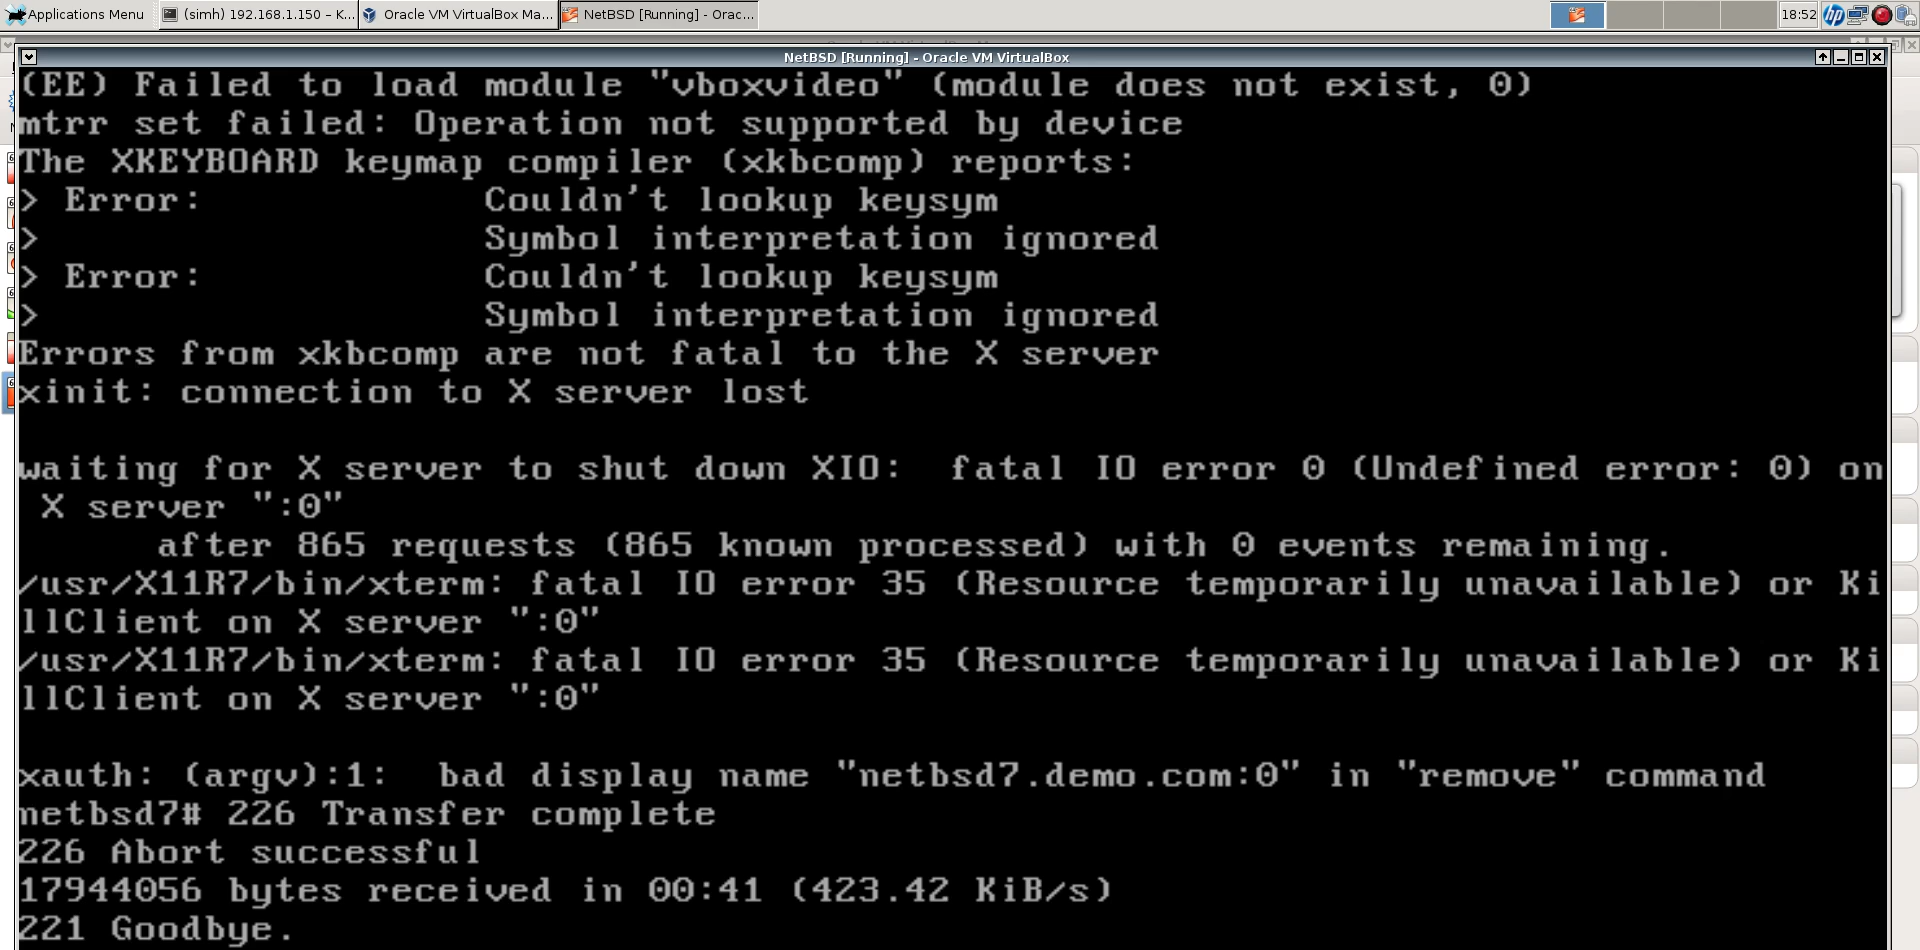 Applications Menu
(simh) 192.168.1.150 – K...
Oracle VM VirtualBox Ma...
NetBSD [Running] - Orac...
18:52
NetBSD [Running] - Oracle VM VirtualBox
(EE) Failed to load module "vboxvideo" (module does not exist, 0)
mtrr set failed: Operation not supported by device
The XKEYBOARD keymap compiler (xkbcomp) reports:
> Error:            Couldn't lookup keysym
>                   Symbol interpretation ignored
> Error:            Couldn't lookup keysym
>                   Symbol interpretation ignored
Errors from xkbcomp are not fatal to the X server
xinit: connection to X server lost
waiting for X server to shut down XIO:  fatal IO error 0 (Undefined error: 0) on
 X server ":0"
      after 865 requests (865 known processed) with 0 events remaining.
/usr/X11R7/bin/xterm: fatal IO error 35 (Resource temporarily unavailable) or Ki
llClient on X server ":0"
/usr/X11R7/bin/xterm: fatal IO error 35 (Resource temporarily unavailable) or Ki
llClient on X server ":0"
xauth: (argv):1:  bad display name "netbsd7.demo.com:0" in "remove" command
netbsd7# 226 Transfer complete
226 Abort successful
17944056 bytes received in 00:41 (423.42 KiB/s)
221 Goodbye.